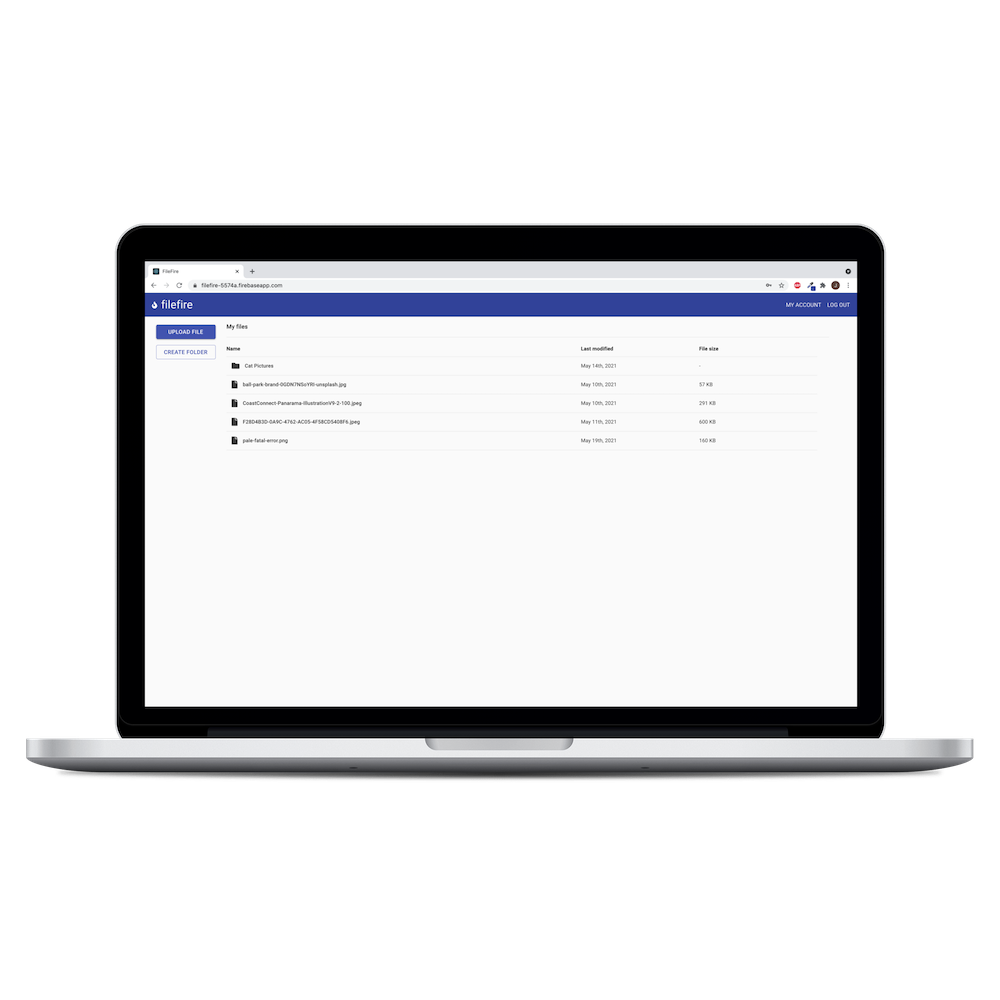 FileFire
filefire-5574a.firebaseapp.com
filefire
MY ACCOUNT LOG OUT
UPLOAD FILE
CREATE FOLDER
My files
Name Last modified File size
Cat Pictures May 14th, 2021 -
ball-park-brand-0GDN7NSoYRI-unsplash.jpg May 10th, 2021 57 KB
CoastConnect-Panarama-IllustrationV9-2-100.jpeg May 10th, 2021 291 KB
F28D4B3D-0A9C-4762-AC05-4F58CD5408F6.jpeg May 11th, 2021 600 KB
pale-fatal-error.png May 19th, 2021 160 KB